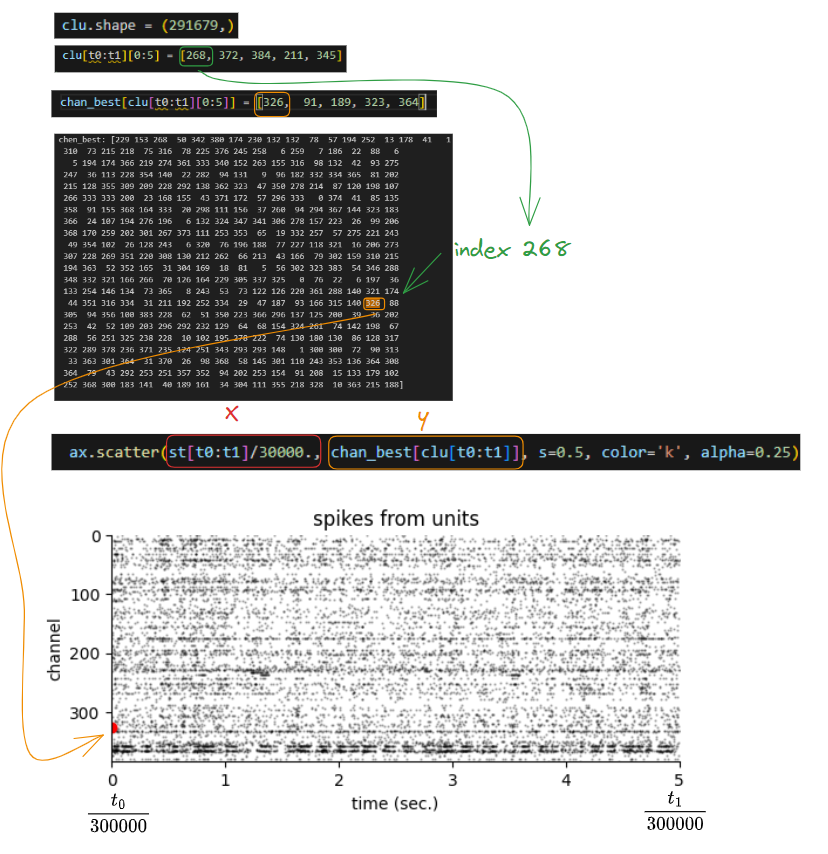 clu.shape = (291679,)
clu[t0:t1][0:5] = [268, 372, 384, 211, 345]
chan_best[clu[t0:t1][0:5]] = [326, 91, 189, 323, 364]
chen_best: [229 153 268 50 342 380 174 230 132 132 78 57 194 252 13 178 41 1
310 73 215 218 75 316 78 225 376 245 258 6 259 7 186 22 88 6
5 194 174 366 219 274 361 333 340 152 263 155 316 98 132 42 93 275
247 36 113 228 354 140 22 282 94 131 9 96 182 332 334 365 81 202
215 128 355 309 209 228 292 138 362 323 47 350 278 214 87 120 198 107
266 333 333 200 23 168 155 43 371 172 57 296 333 0 374 41 85 135
358 91 155 368 164 333 20 298 111 156 37 260 94 294 367 144 323 183
366 24 107 194 276 196 6 132 324 347 341 306 278 157 223 26 99 206
368 170 259 202 301 267 373 111 253 353 65 19 332 257 57 275 221 243
49 354 102 26 128 243 6 320 76 196 188 77 227 118 321 16 206 273
307 228 269 351 220 308 130 212 262 66 213 43 166 79 302 159 310 215
194 363 52 352 165 31 304 169 18 81 5 56 302 323 383 54 346 288
348 332 321 166 266 70 126 164 229 305 337 325 0 76 22 6 197 36
133 254 146 134 73 365 8 243 53 73 122 126 220 361 288 140 321 174
44 351 316 334 31 211 192 252 334 29 47 187 93 166 315 140 326 88
305 94 356 100 383 228 62 51 350 223 366 296 137 125 200 39 36 202
253 42 52 109 203 296 292 232 129 64 68 154 324 261 74 142 198 67
288 56 251 325 238 228 10 102 195 278 222 74 130 180 130 86 128 317
322 289 378 236 371 235 124 251 343 293 293 148 1 300 300 72 90 313
33 363 301 364 31 370 26 98 368 58 145 301 110 243 353 136 364 308
364 79 43 292 253 251 357 352 94 202 253 154 91 208 15 133 179 102
252 368 300 183 141 40 189 161 34 304 111 355 218 328 10 363 215 188]
index 268
x
y
ax.scatter(st[t0:t1]/30000., chan_best[clu[t0:t1]], s=0.5, color='k', alpha=0.25)
spikes from units
channel
0
100
200
300
0 1 2 3 4 5
time (sec.)
t0
300000
t1
300000